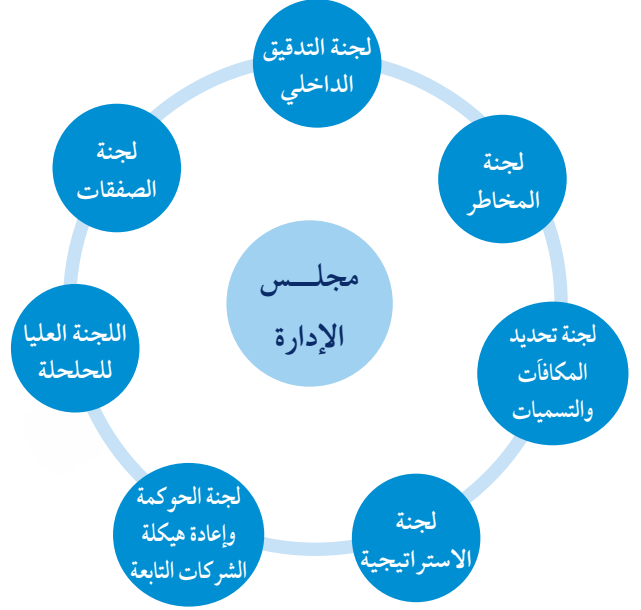 لجنة التدقيق
الداخلي
لجنة
المخاطر
لجنة تحديد
المكافآت
والتسميات
لجنة
الاستراتيجية
لجنة الحوكمة
وإعادة هيكلة
الشركات التابعة
اللجنة العليا
للحلحلة
لجنة
الصفقات
مجلـــس
الإدارة